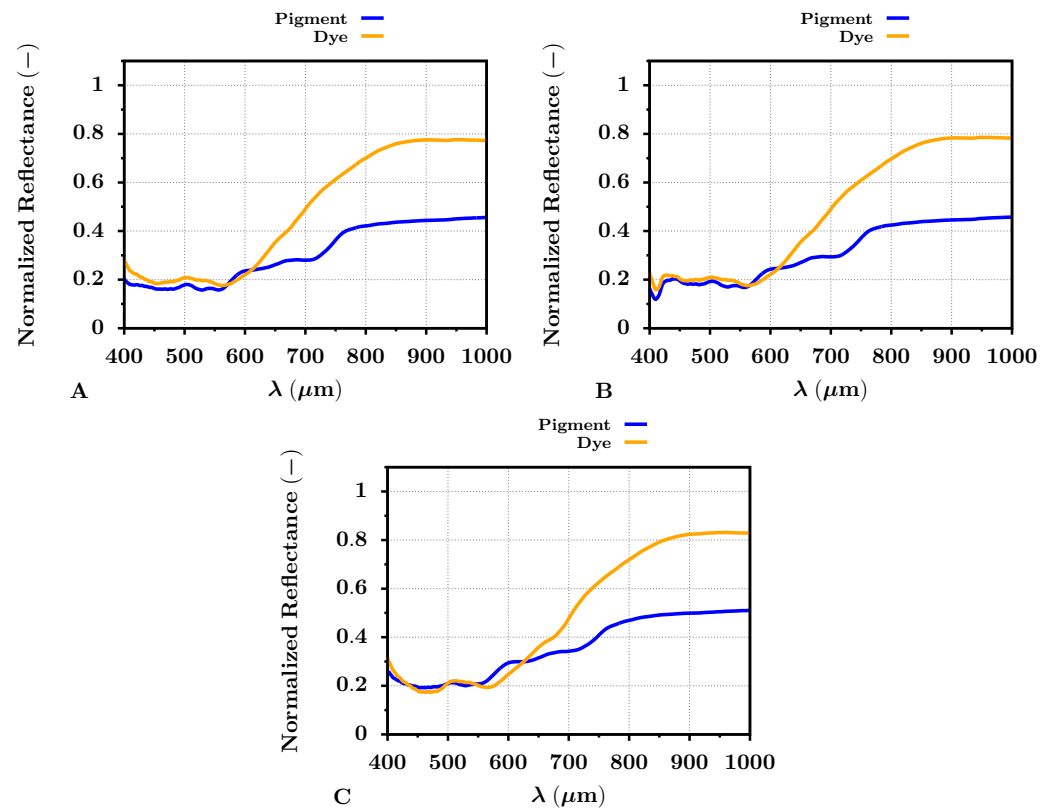 Pigment
Dye
Normalized Reflectance (−)
1
0.8
0.6
0.4
0.2
0
400 500 600 700 800 900 1000
λ (μm)
A
Pigment
Dye
Normalized Reflectance (−)
1
0.8
0.6
0.4
0.2
0
400 500 600 700 800 900 1000
λ (μm)
B
Pigment
Dye
Normalized Reflectance (−)
1
0.8
0.6
0.4
0.2
0
400 500 600 700 800 900 1000
λ (μm)
C